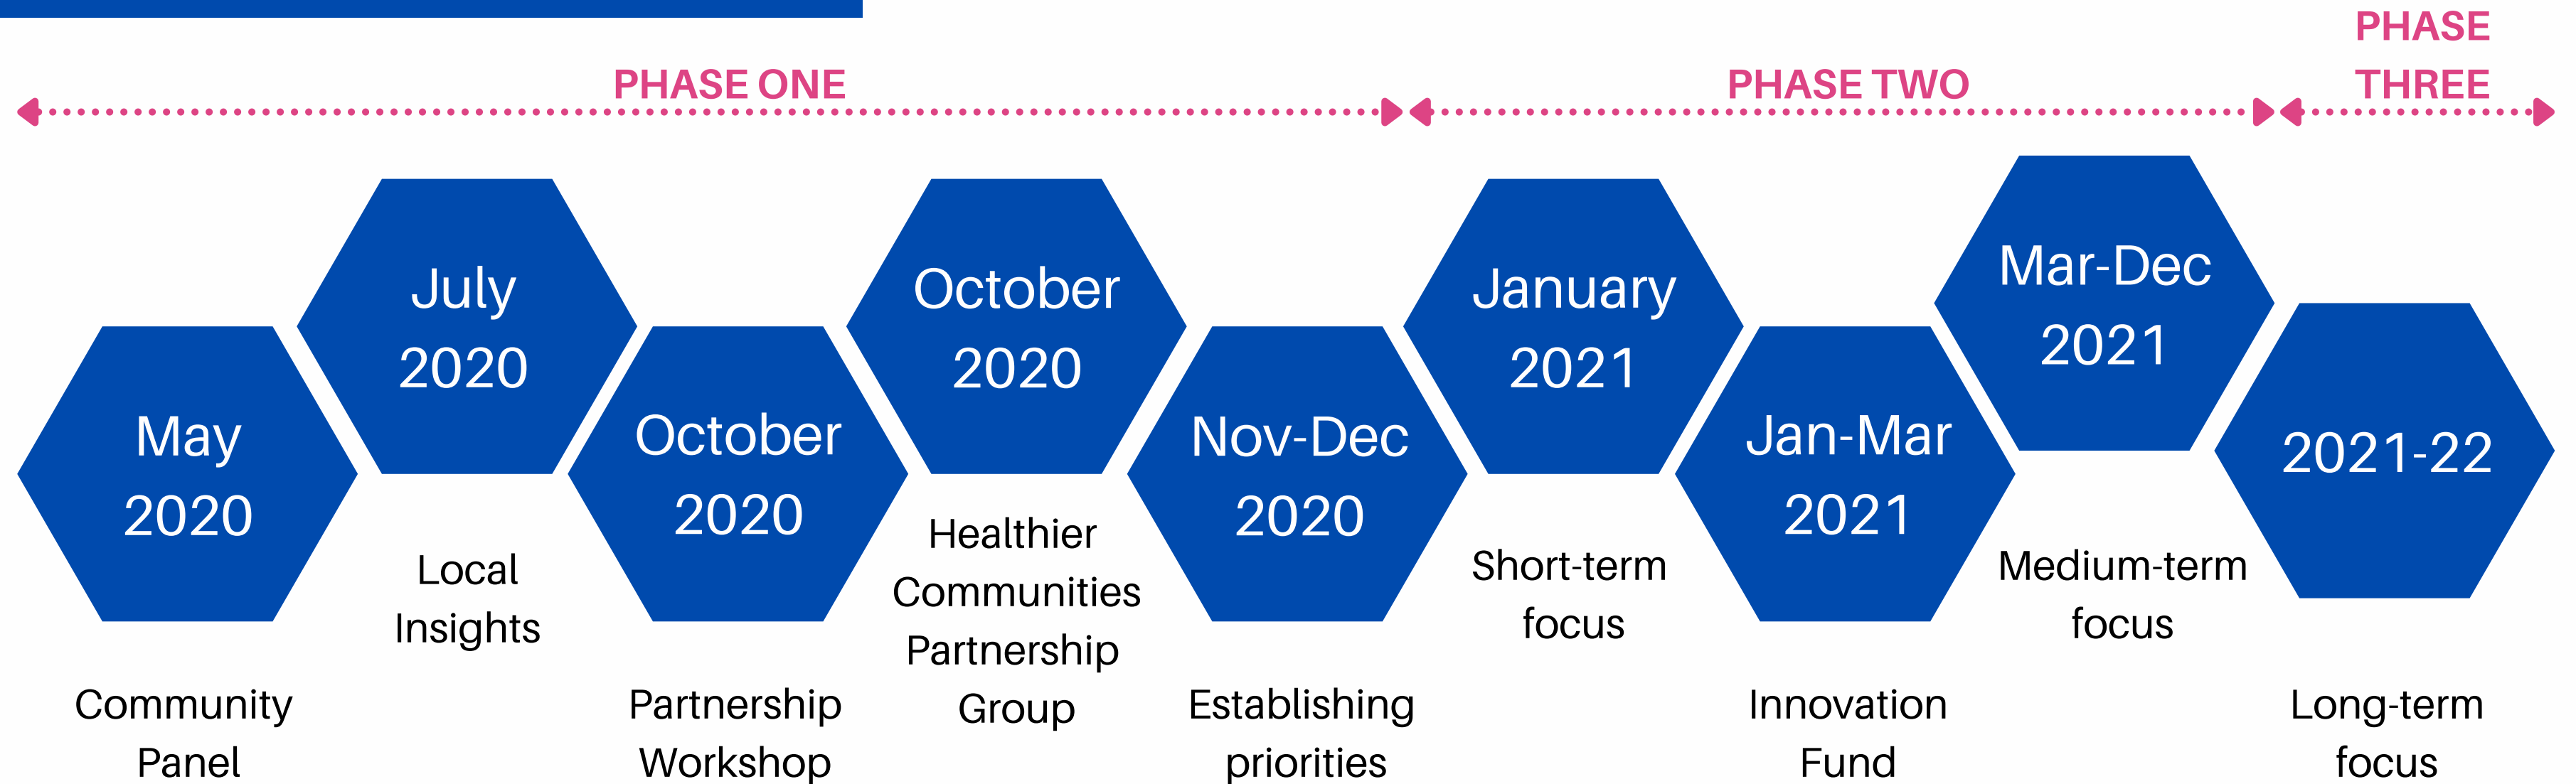 PHASE ONE
PHASE TWO
PHASE
THREE
May
2020
Community
Panel
July
2020
Local
Insights
October
2020
Partnership
Workshop
October
2020
Healthier
Communities
Partnership
Group
Nov-Dec
2020
Establishing
priorities
January
2021
Short-term
focus
Jan-Mar
2021
Innovation
Fund
Mar-Dec
2021
Medium-term
focus
2021-22
Long-term
focus